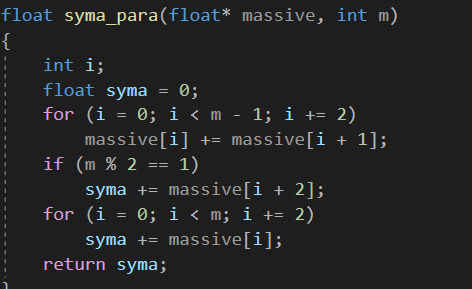 float syma_para(float* massive, int m)
{
int i;
float syma = 0;
for (i = 0; i < m - 1; i += 2)
massive[i] += massive[i + 1];
if (m % 2 == 1)
syma += massive[i + 2];
for (i = 0; i < m; i += 2)
syma += massive[i];
return syma;
}